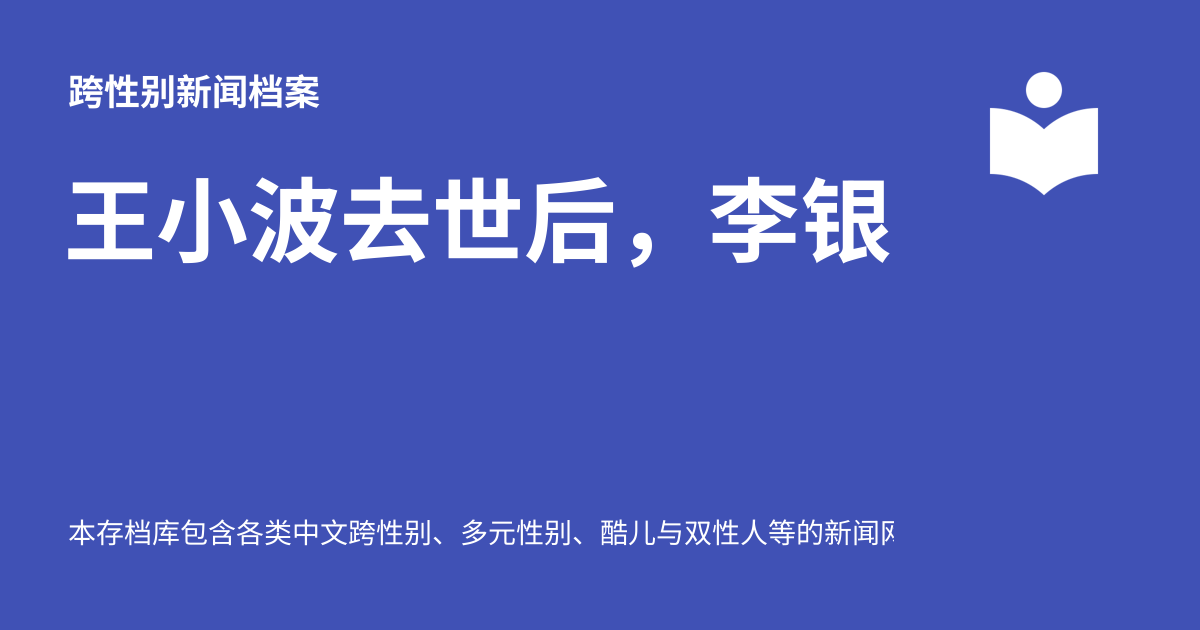 跨性别新闻档案
王小波去世后，李银
本存档库包含各类中文跨性别、多元性别、酷儿与双性人等的新闻